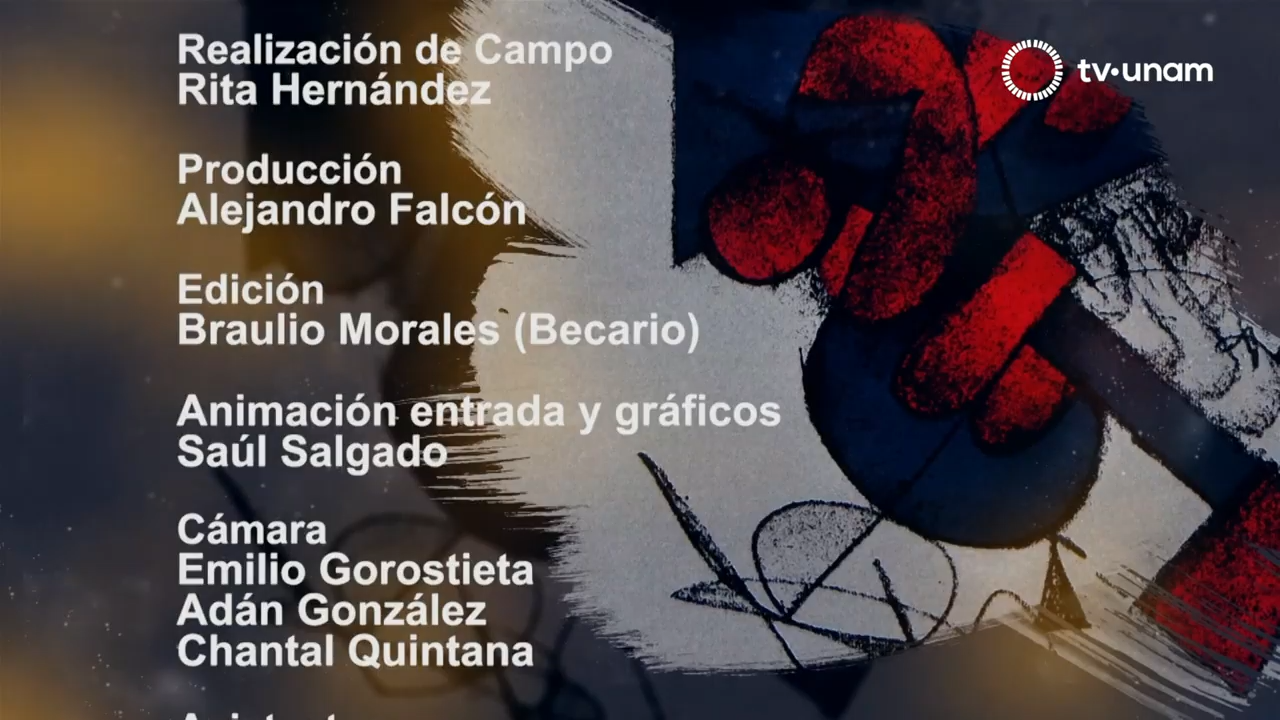 Realización de Campo
Rita Hernández
tv·unam
Producción
Alejandro Falcón
Edición
Braulio Morales (Becario)
Animación entrada y gráficos
Saúl Salgado
Cámara
Emilio Gorostieta
Adán González
Chantal Quintana